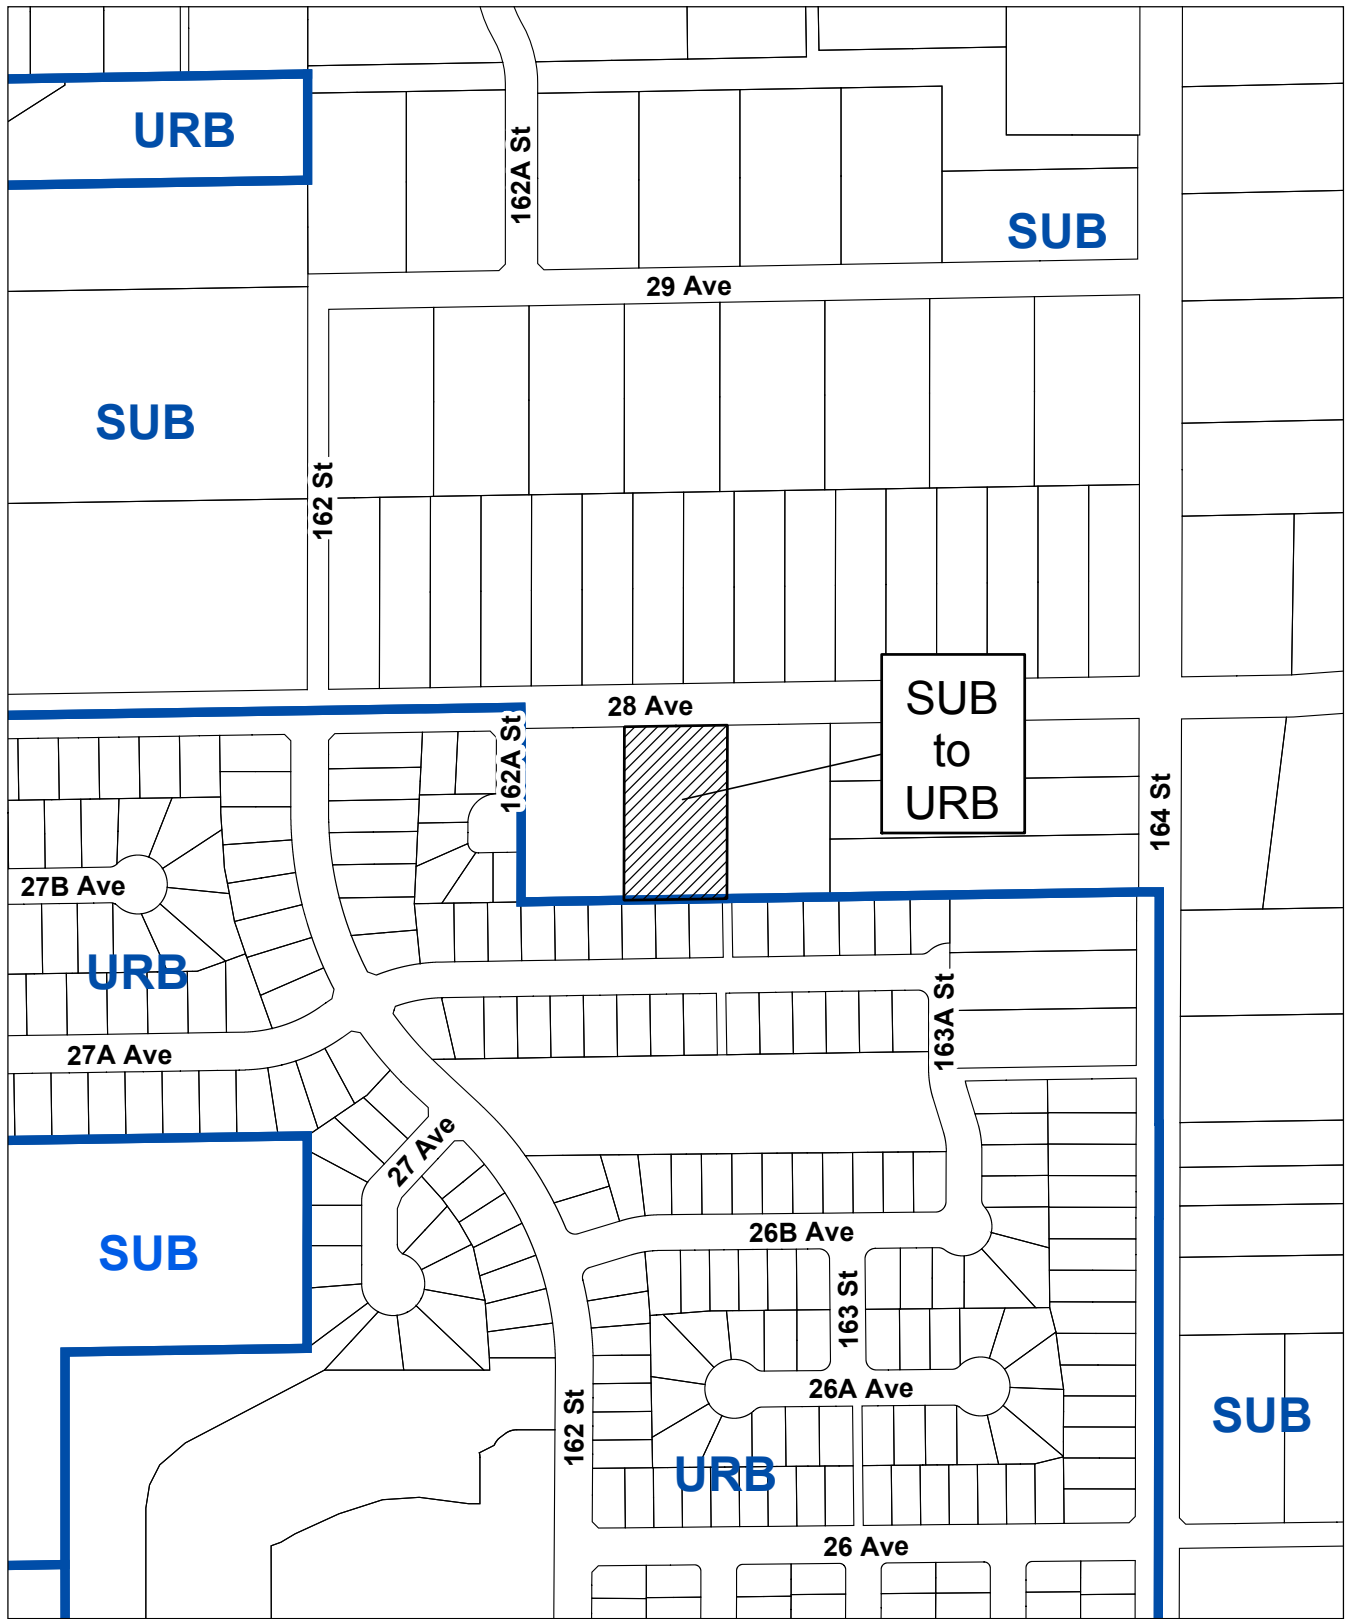 URB
162A St
SUB
29 Ave
SUB
162 St
28 Ave
SUB
to
URB
162A St
164 St
27B Ave
URB
163A St
27A Ave
27 Ave
SUB
26B Ave
163 St
26A Ave
162 St
SUB
URB
26 Ave